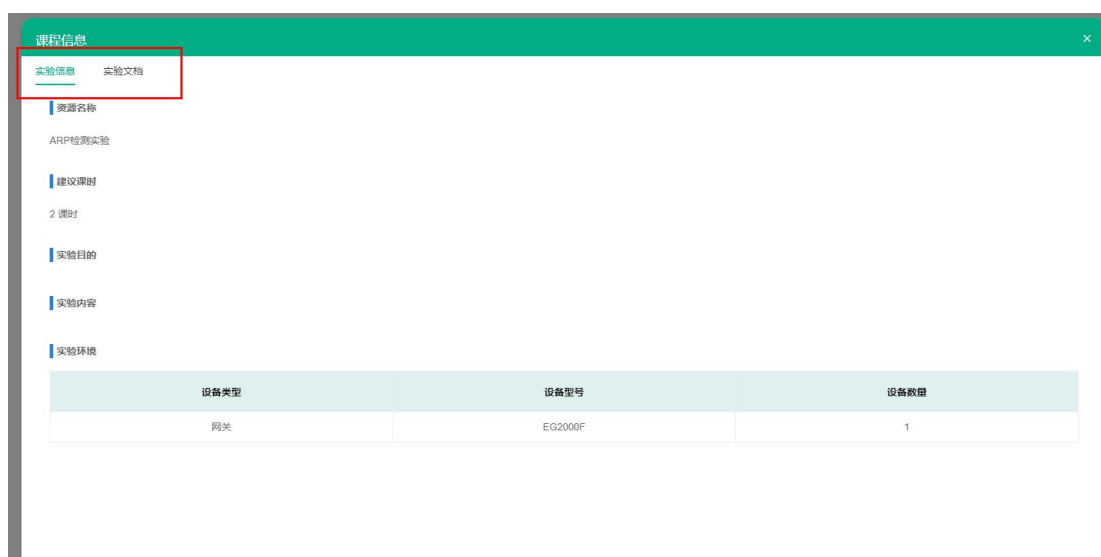 课程信息 ×
实验信息 实验文档
资源名称
ARP检测实验
建议课时
2 课时
实验目的
实验内容
实验环境
设备类型 设备型号 设备数量
网关 EG2000F 1